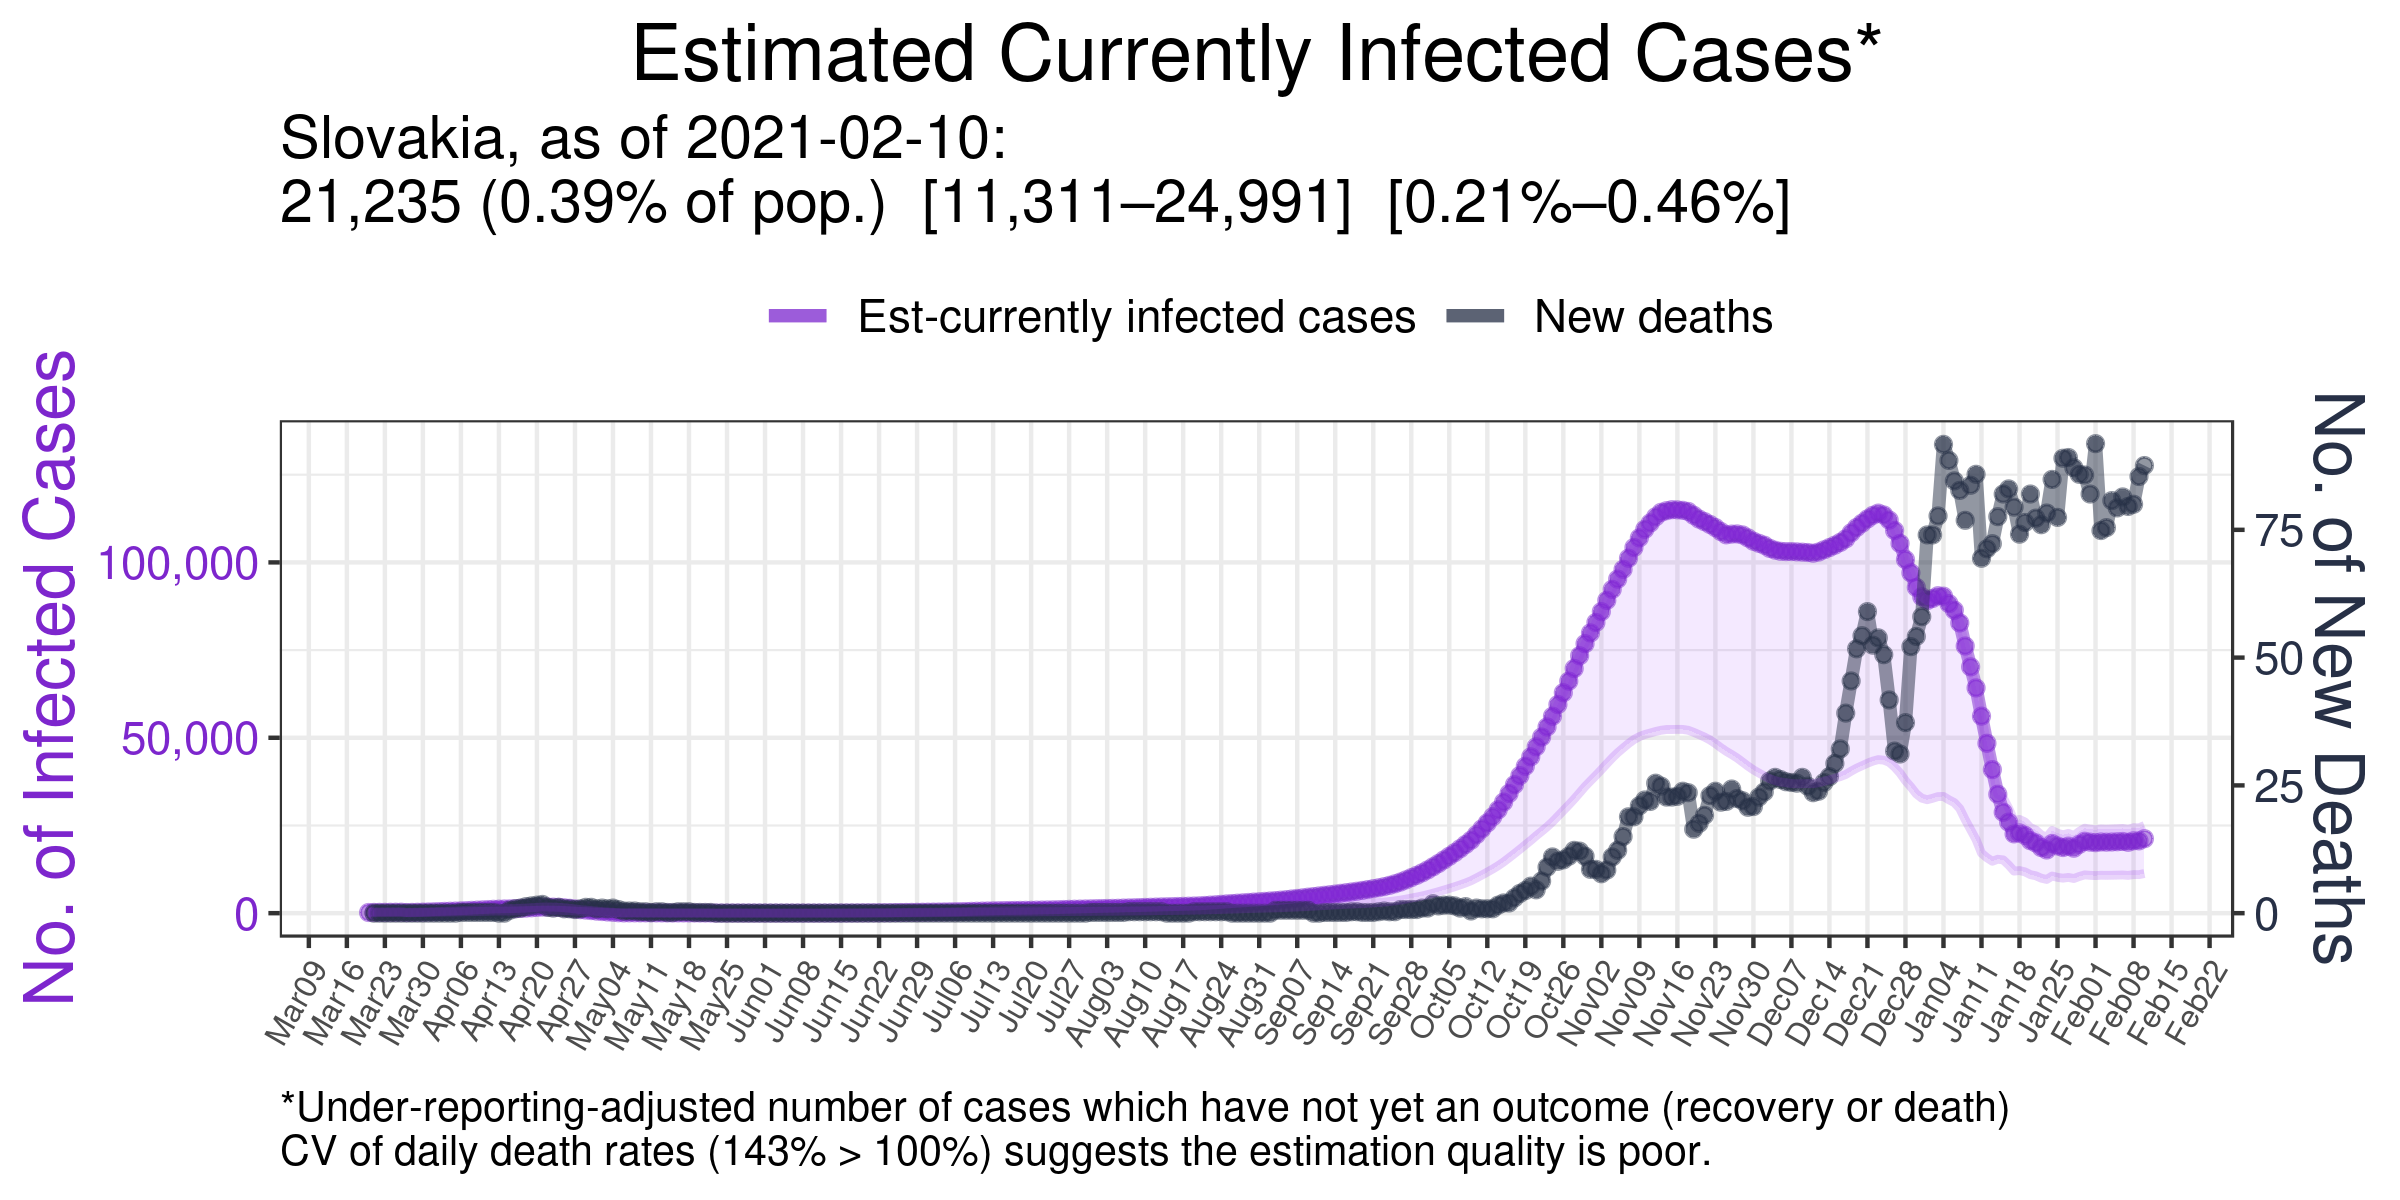 Estimated Currently Infected Cases*
Slovakia, as of 2021-02-10:
21,235 (0.39% of pop.) [11,311–24,991] [0.21%–0.46%]
Est-currently infected cases
New deaths
No. of Infected Cases
100,000
50,000
0
No. of New Deaths
75
50
25
0
Mar09
Mar16
Mar23
Mar30
Apr06
Apr13
Apr20
Apr27
May04
May11
May18
May25
Jun01
Jun08
Jun15
Jun22
Jun29
Jul06
Jul13
Jul20
Jul27
Aug03
Aug10
Aug17
Aug24
Aug31
Sep07
Sep14
Sep21
Sep28
Oct05
Oct12
Oct19
Oct26
Nov02
Nov09
Nov16
Nov23
Nov30
Dec07
Dec14
Dec21
Dec28
Jan04
Jan11
Jan18
Jan25
Feb01
Feb08
Feb15
Feb22
*Under-reporting-adjusted number of cases which have not yet an outcome (recovery or death)
CV of daily death rates (143% > 100%) suggests the estimation quality is poor.